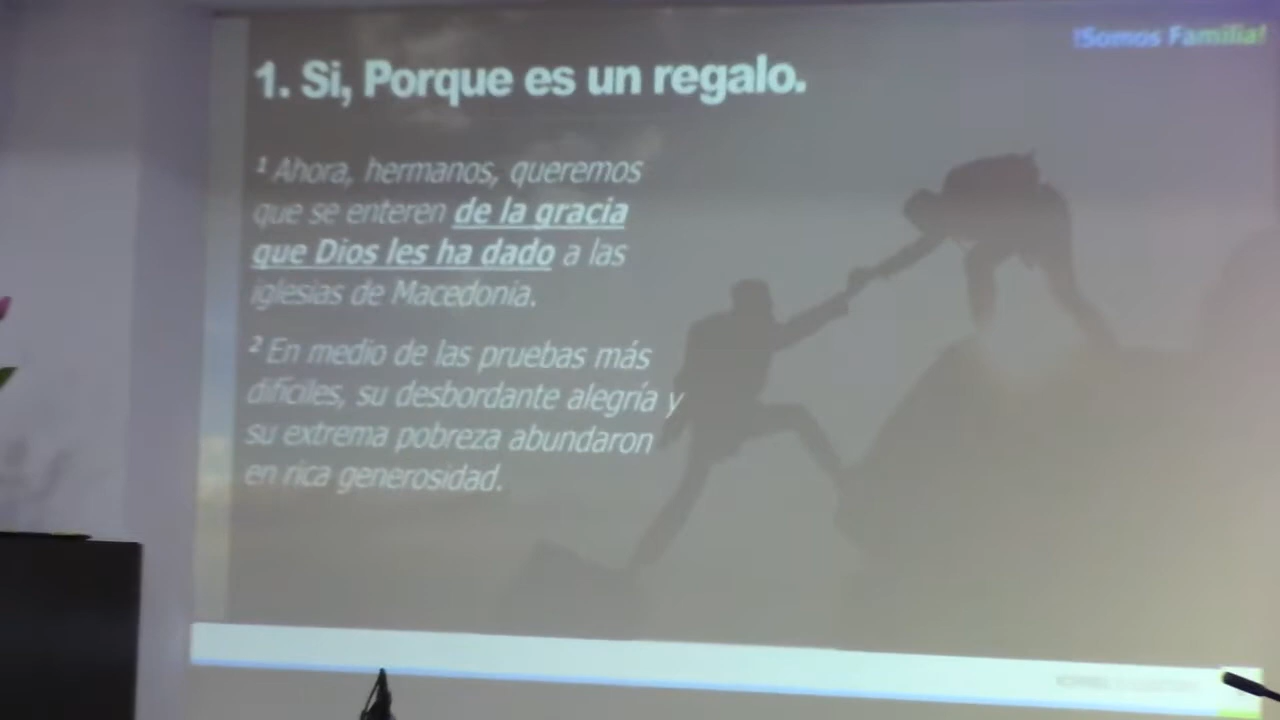 !Somos Familia!
1. Si, Porque es un regalo.
1 Ahora, hermanos, queremos
que se enteren de la gracia
que Dios les ha dado a las
iglesias de Macedonia.
2 En medio de las pruebas más
difíciles, su desbordante alegría y
su extrema pobreza abundaron
en rica generosidad.